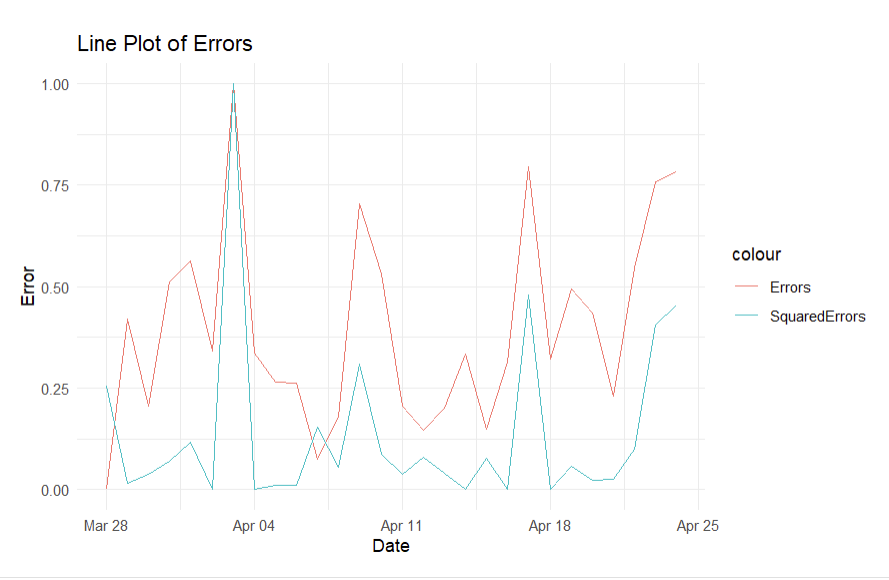 Line Plot of Errors
1.00
0.75
0.50
0.25
0.00
Error
Mar 28 Apr 04 Apr 11 Apr 18 Apr 25
Date
colour
Errors
SquaredErrors